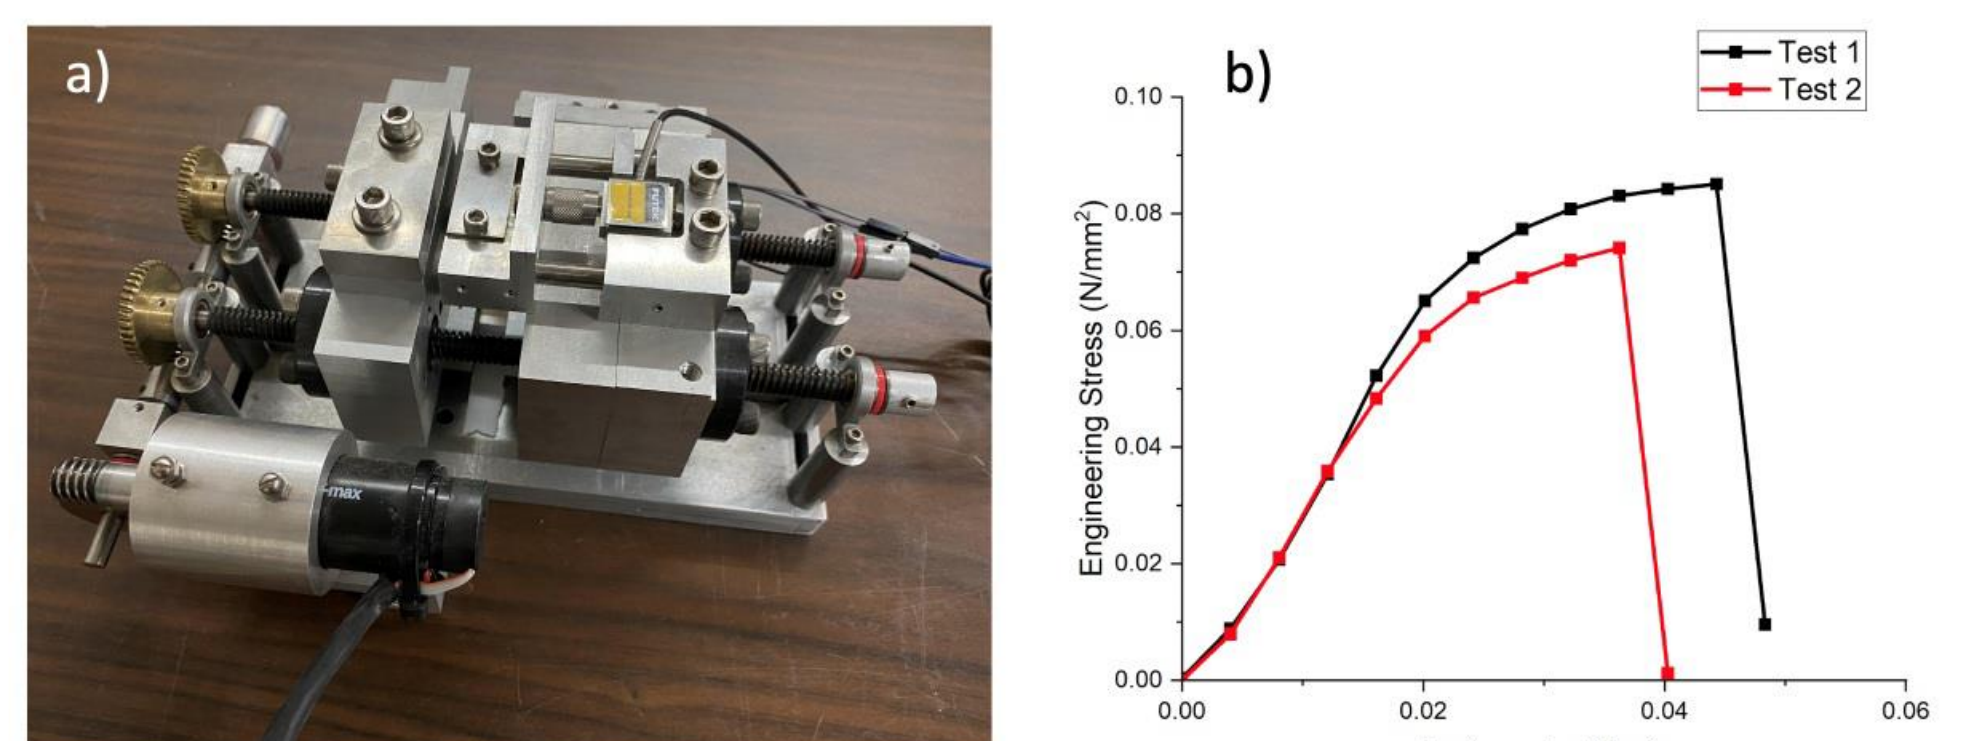 a)
FUTEK
-max
b)
Test 1
Test 2
Engineering Stress (N/mm²)
0.10
0.08
0.06
0.04
0.02
0.00
0.00 0.02 0.04 0.06